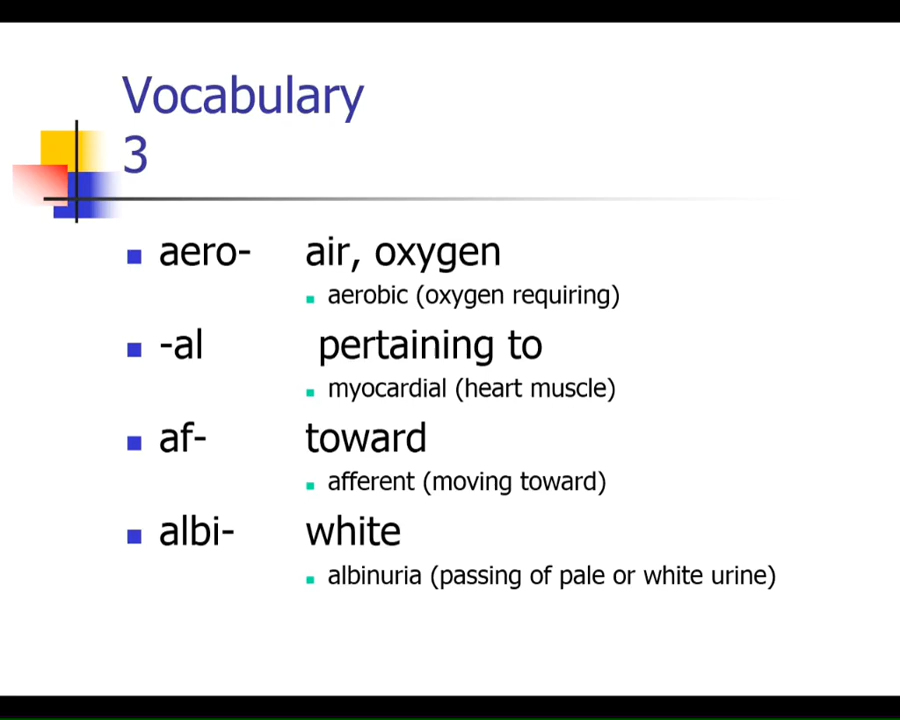 Vocabulary
3
aero- air, oxygen
aerobic (oxygen requiring)
-al pertaining to
myocardial (heart muscle)
af- toward
afferent (moving toward)
albi- white
albinuria (passing of pale or white urine)